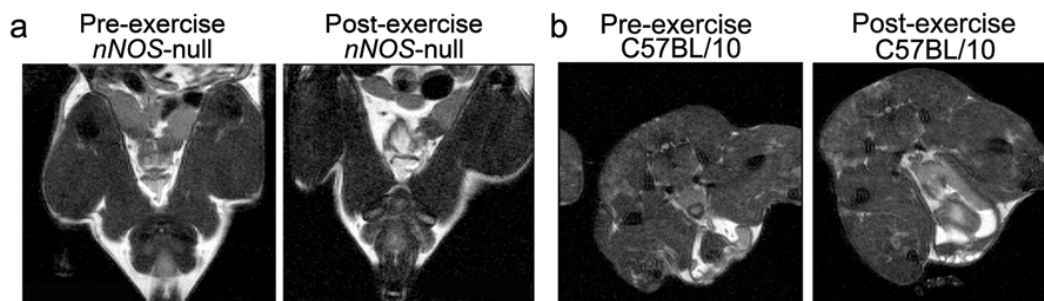 a
Pre-exercise
nNOS-null
Post-exercise
nNOS-null
b
Pre-exercise
C57BL/10
Post-exercise
C57BL/10